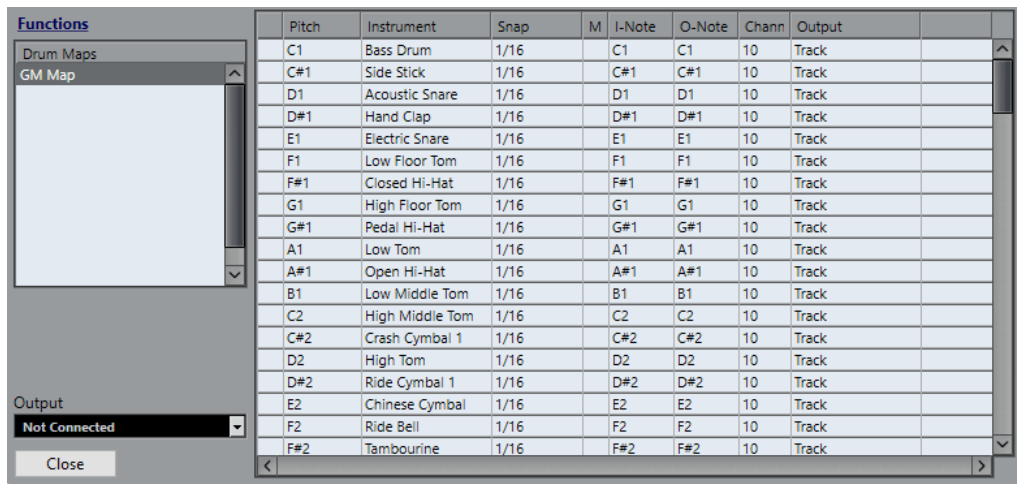 Functions
Drum Maps
GM Map
Output
Not Connected
Close
Pitch Instrument Snap M I-Note O-Note Chann Output
C1 Bass Drum 1/16 C1 C1 10 Track
C#1 Side Stick 1/16 C#1 C#1 10 Track
D1 Acoustic Snare 1/16 D1 D1 10 Track
D#1 Hand Clap 1/16 D#1 D#1 10 Track
E1 Electric Snare 1/16 E1 E1 10 Track
F1 Low Floor Tom 1/16 F1 F1 10 Track
F#1 Closed Hi-Hat 1/16 F#1 F#1 10 Track
G1 High Floor Tom 1/16 G1 G1 10 Track
G#1 Pedal Hi-Hat 1/16 G#1 G#1 10 Track
A1 Low Tom 1/16 A1 A1 10 Track
A#1 Open Hi-Hat 1/16 A#1 A#1 10 Track
B1 Low Middle Tom 1/16 B1 B1 10 Track
C2 High Middle Tom 1/16 C2 C2 10 Track
C#2 Crash Cymbal 1 1/16 C#2 C#2 10 Track
D2 High Tom 1/16 D2 D2 10 Track
D#2 Ride Cymbal 1 1/16 D#2 D#2 10 Track
E2 Chinese Cymbal 1/16 E2 E2 10 Track
F2 Ride Bell 1/16 F2 F2 10 Track
F#2 Tambourine 1/16 F#2 F#2 10 Track